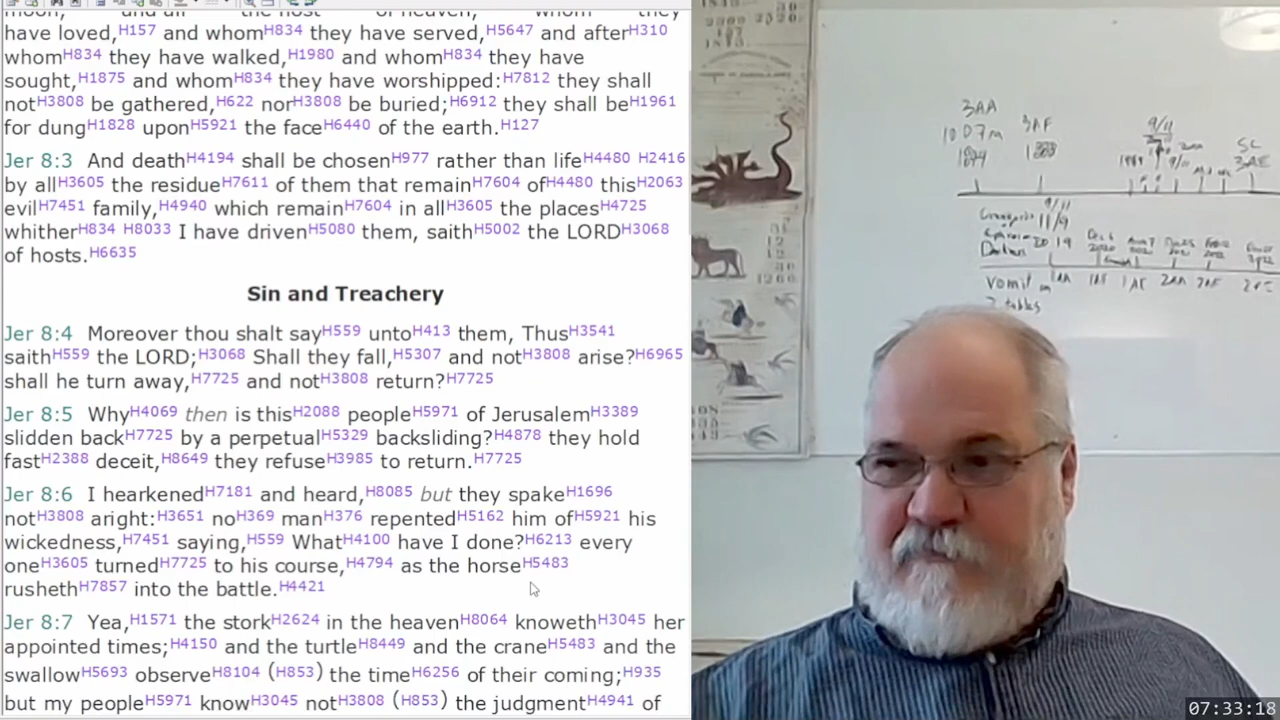 have loved,H157 and whomH834 they have served,H5647 and afterH310
whomH834 they have walked,H1980 and whomH834 they have
sought,H1875 and whomH834 they have worshipped:H7812 they shall
notH3808 be gathered,H622 norH3808 be buried;H6912 they shall beH1961
for dungH1828 uponH5921 the faceH6440 of the earth.H127
Jer 8:3 And deathH4194 shall be chosenH977 rather than lifeH4480 H2416
by allH3605 the residueH7611 of them that remainH7604 ofH4480 thisH2063
evilH7451 family,H4940 which remainH7604 in allH3605 the placesH4725
whitherH834 H8033 I have drivenH5080 them, saithH5002 the LORDH3068
of hosts.H6635
Sin and Treachery
Jer 8:4 Moreover thou shalt sayH559 untoH413 them, ThusH3541
saithH559 the LORD;H3068 Shall they fall,H5307 and notH3808 arise?H6965
shall he turn away,H7725 and notH3808 return?H7725
Jer 8:5 WhyH4069 then is thisH2088 peopleH5971 of JerusalemH3389
slidden backH7725 by a perpetualH5329 backsliding?H4878 they hold
fastH2388 deceit,H8649 they refuseH3985 to return.H7725
Jer 8:6 I hearkenedH7181 and heard,H8085 but they spakeH1696
notH3808 aright:H3651 noH369 manH376 repentedH5162 him ofH5921 his
wickedness,H7451 saying,H559 WhatH4100 have I done?H6213 every
oneH3605 turnedH7725 to his course,H4794 as the horseH5483
rushethH7857 into the battle.H4421
Jer 8:7 Yea,H1571 the storkH2624 in the heavenH8064 knowethH3045 her
appointed times;H4150 and the turtleH8449 and the craneH5483 and the
swallowH5693 observeH8104 (H853) the timeH6256 of their coming;H935
but my peopleH5971 knowH3045 notH3808 (H853) the judgmentH4941 of
3AA
3AF
9/11
SC
1989
9/11
11/9
vomit in
tables
07:33:18